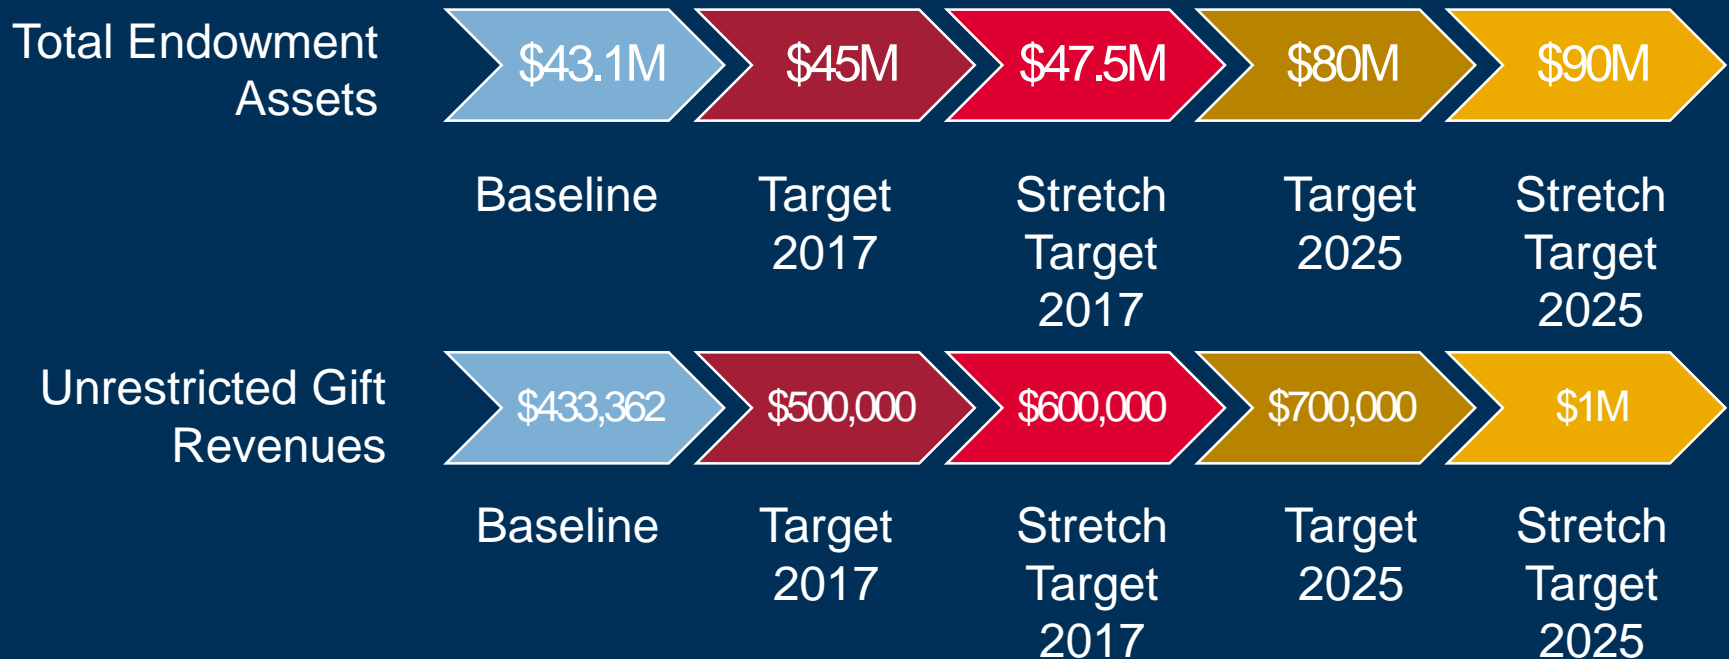 Total Endowment
Assets
$43.1M
$45M
$47.5M
$80M
$90M
Baseline
Target
2017
Stretch
Target
2017
Target
2025
Stretch
Target
2025
Unrestricted Gift
Revenues
$433,362
$500,000
$600,000
$700,000
$1M
Baseline
Target
2017
Stretch
Target
2017
Target
2025
Stretch
Target
2025